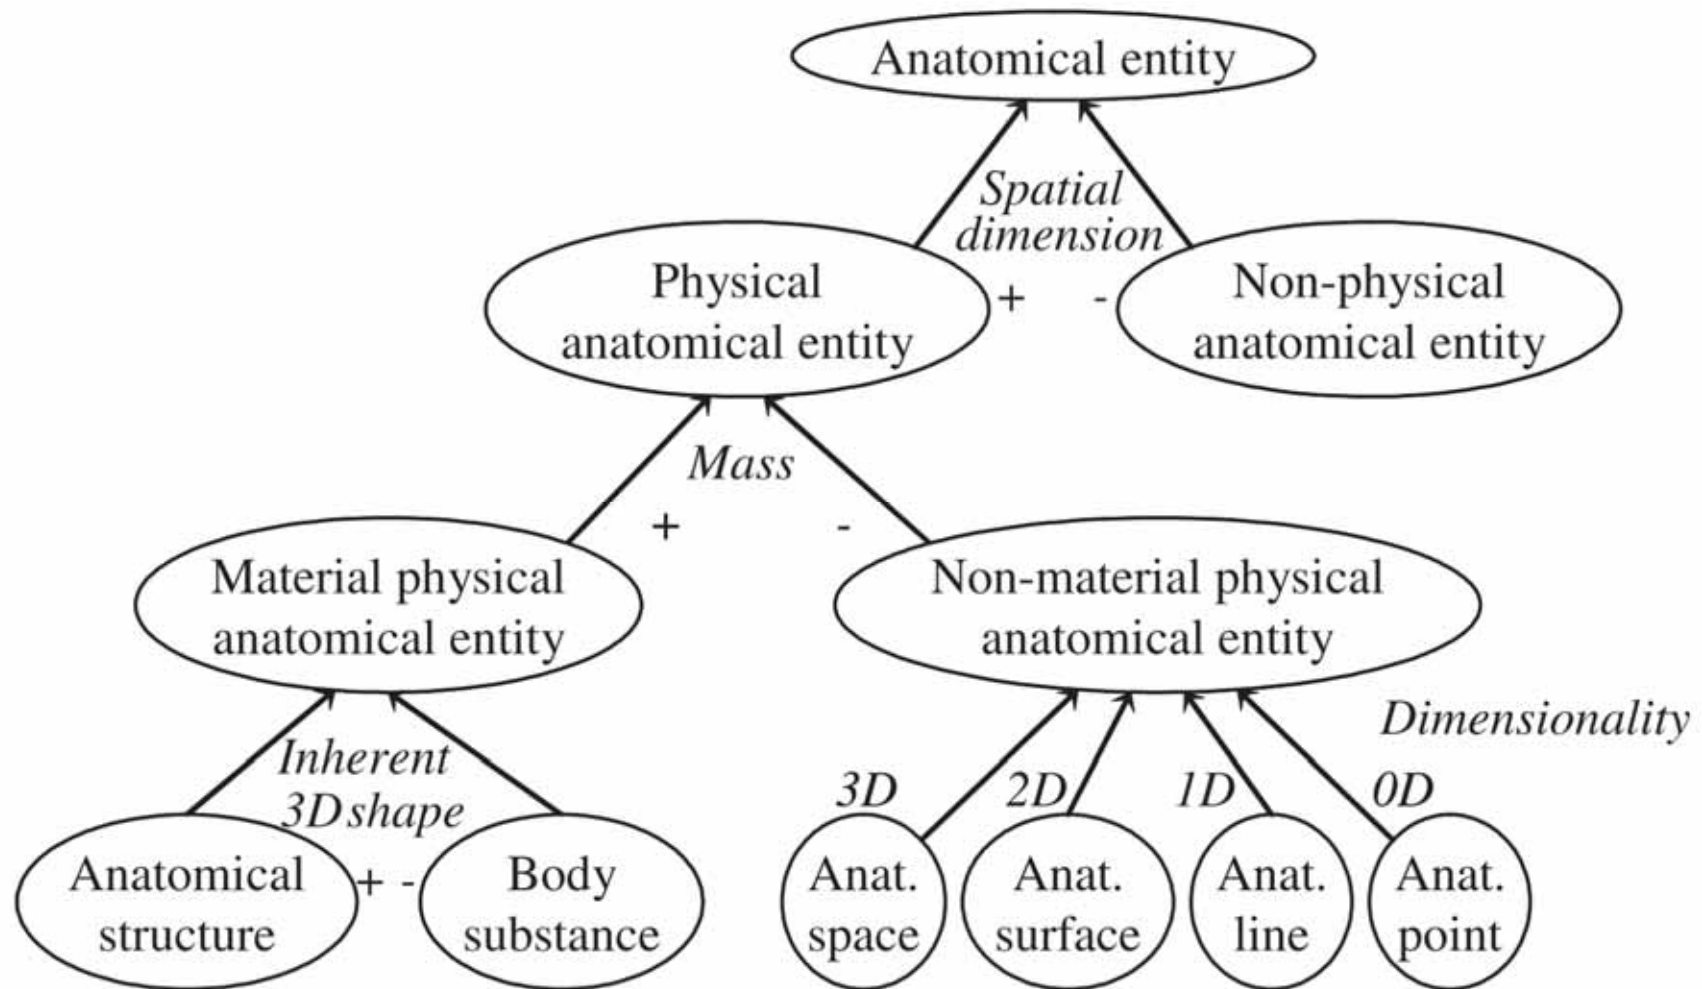 Anatomical entity
Spatial
dimension
Physical
anatomical entity
+ -
Non-physical
anatomical entity
Mass
+ -
Material physical
anatomical entity
Non-material physical
anatomical entity
Dimensionality
Inherent
3D shape
3D 2D 1D 0D
Anatomical
structure
+ -
Body
substance
Anat.
space
Anat.
surface
Anat.
line
Anat.
point